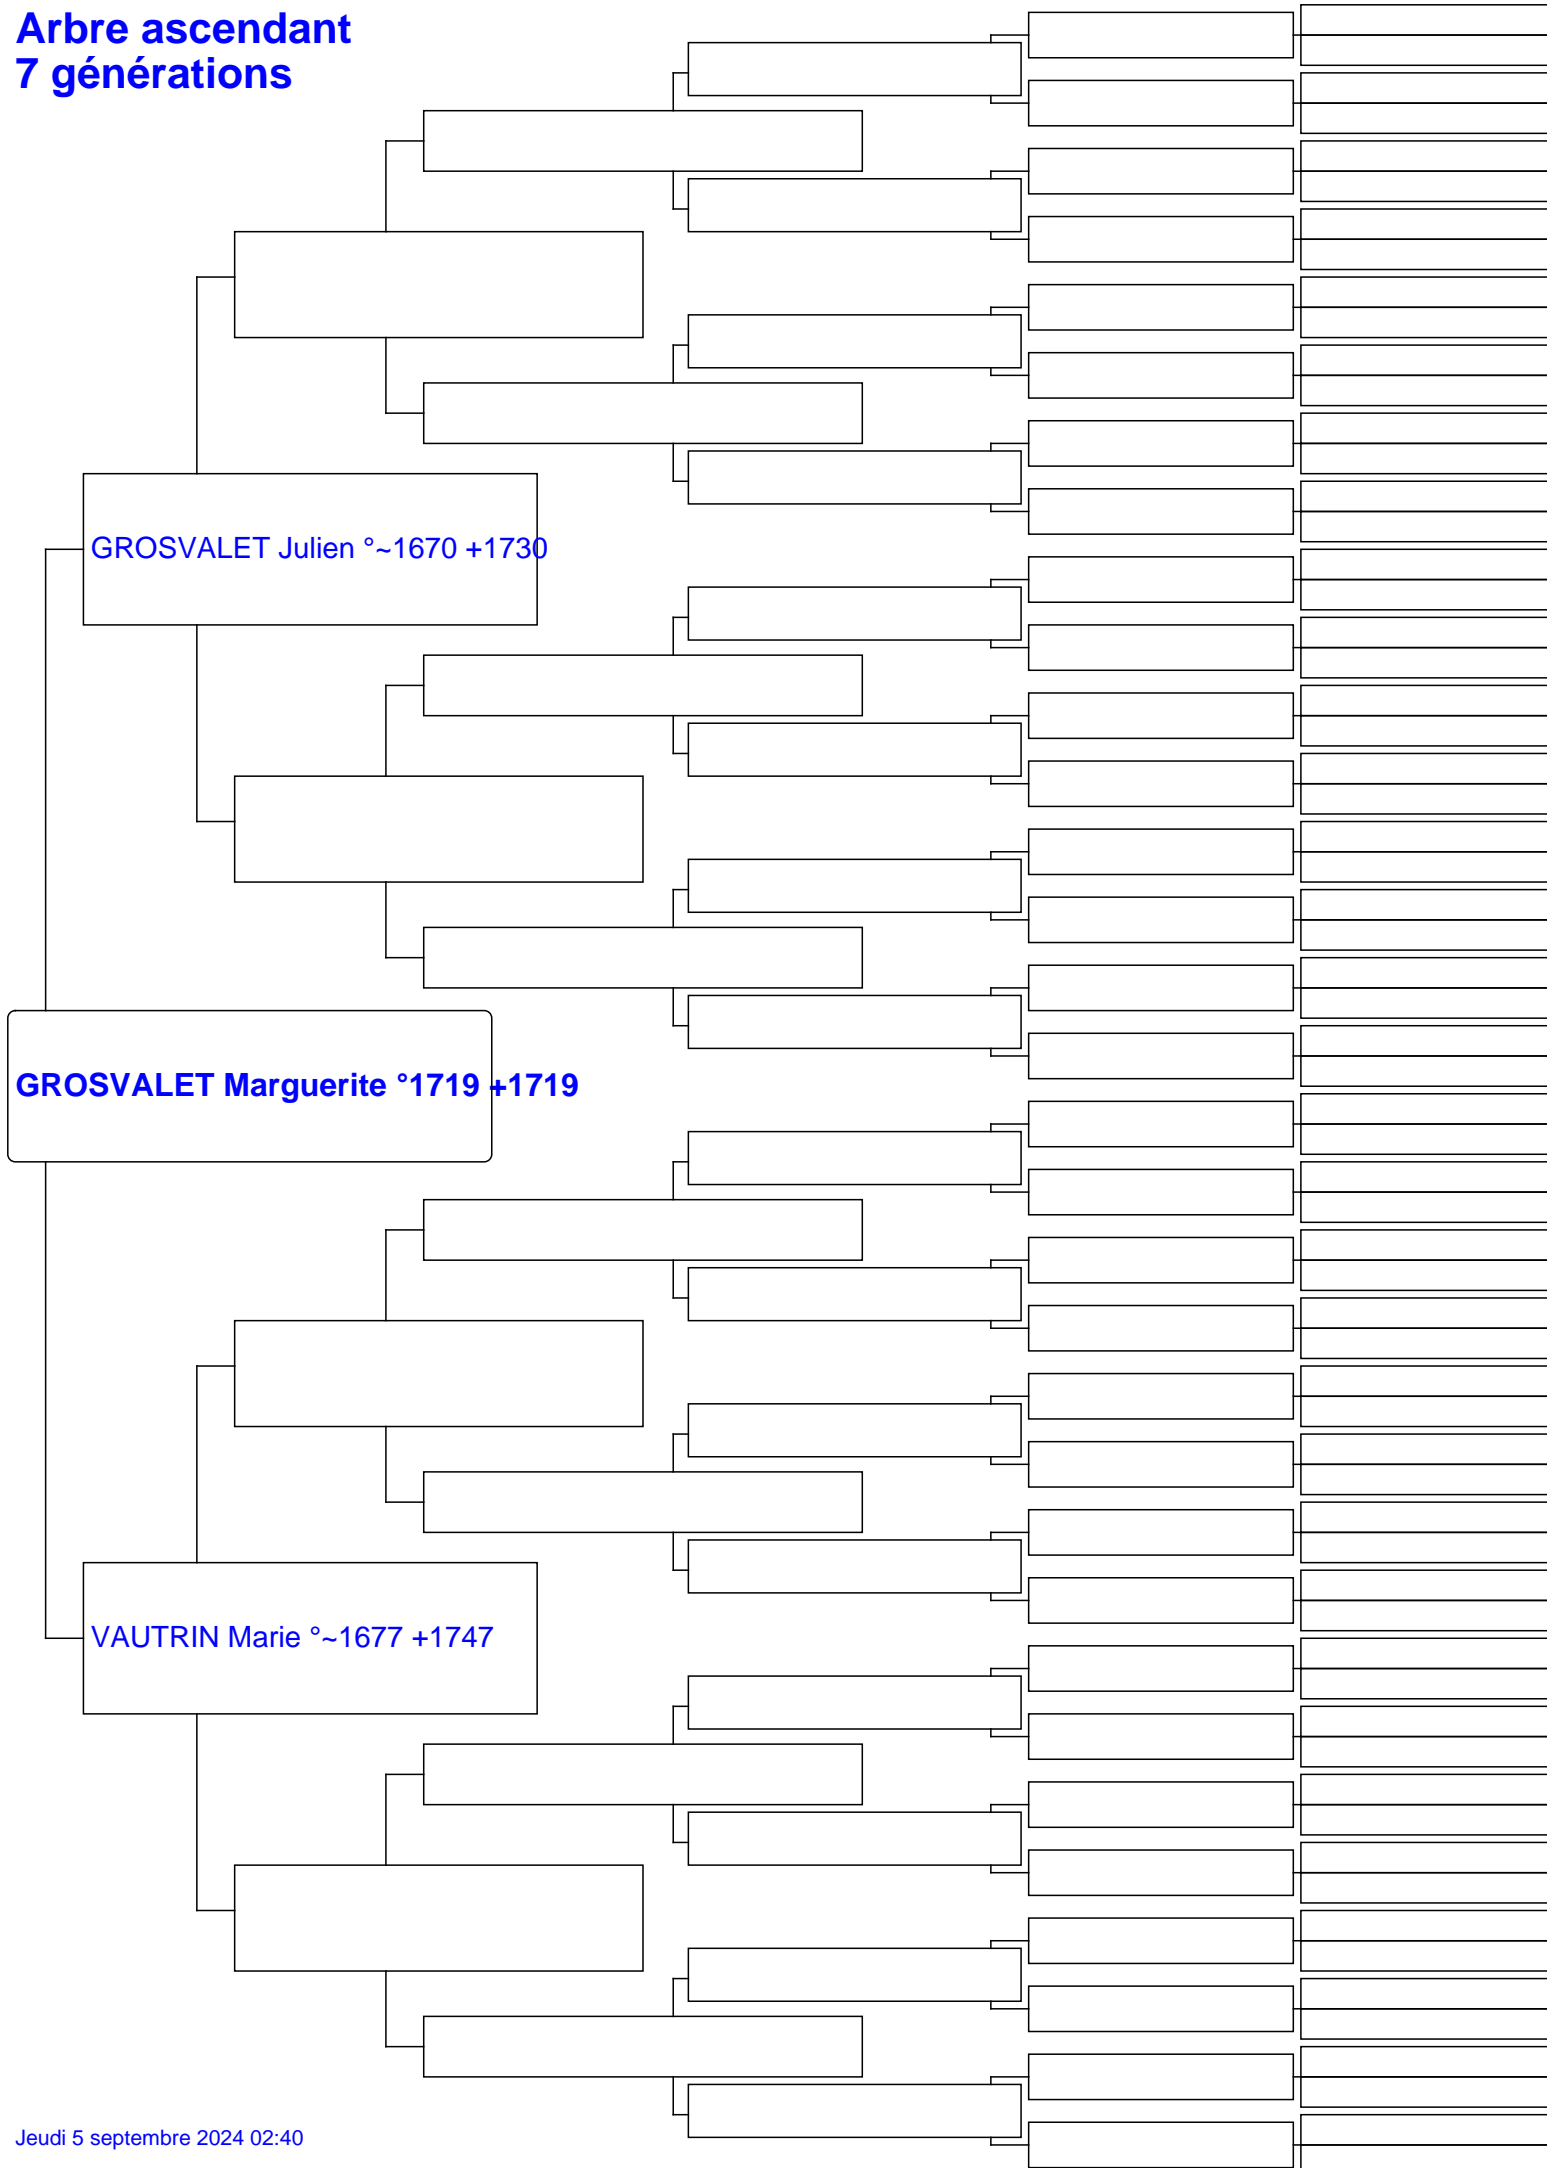 Arbre ascendant
7 générations
GROSVALET Julien °~1670 +1730
GROSVALET Marguerite °1719 +1719
VAUTRIN Marie °~1677 +1747
Jeudi 5 septembre 2024 02:40